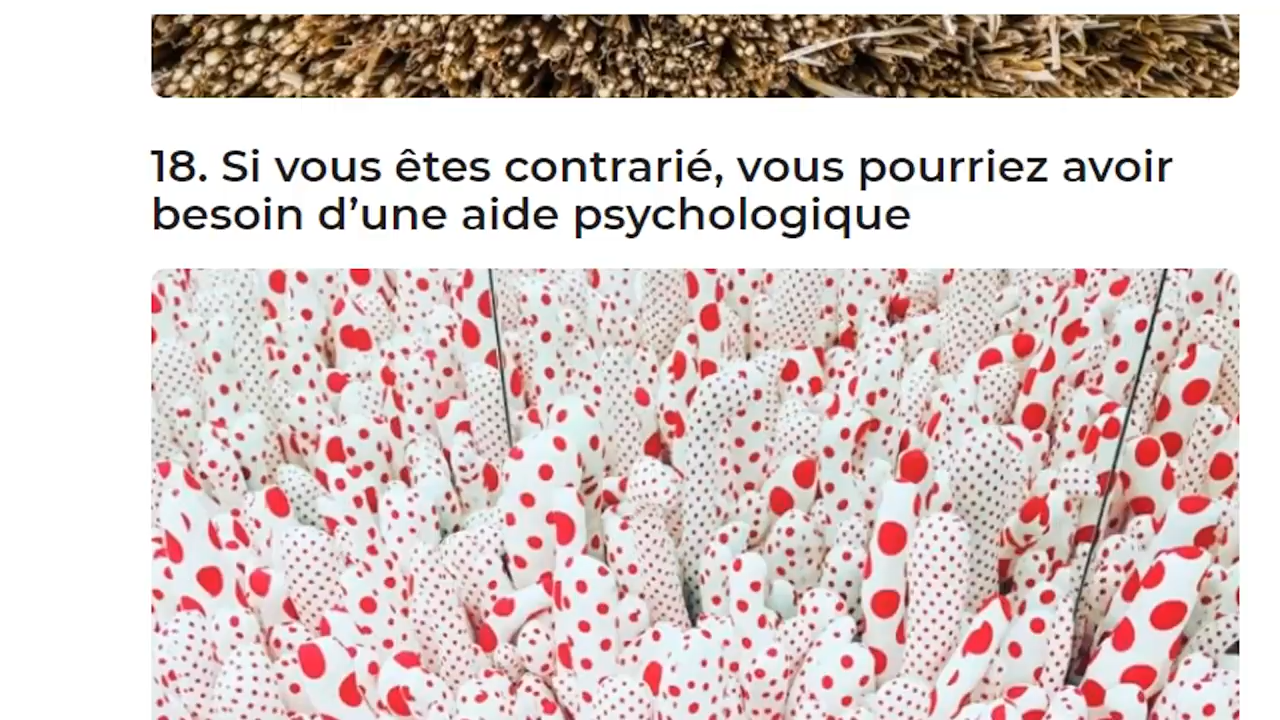 18. Si vous êtes contrarié, vous pourriez avoir
besoin d’une aide psychologique